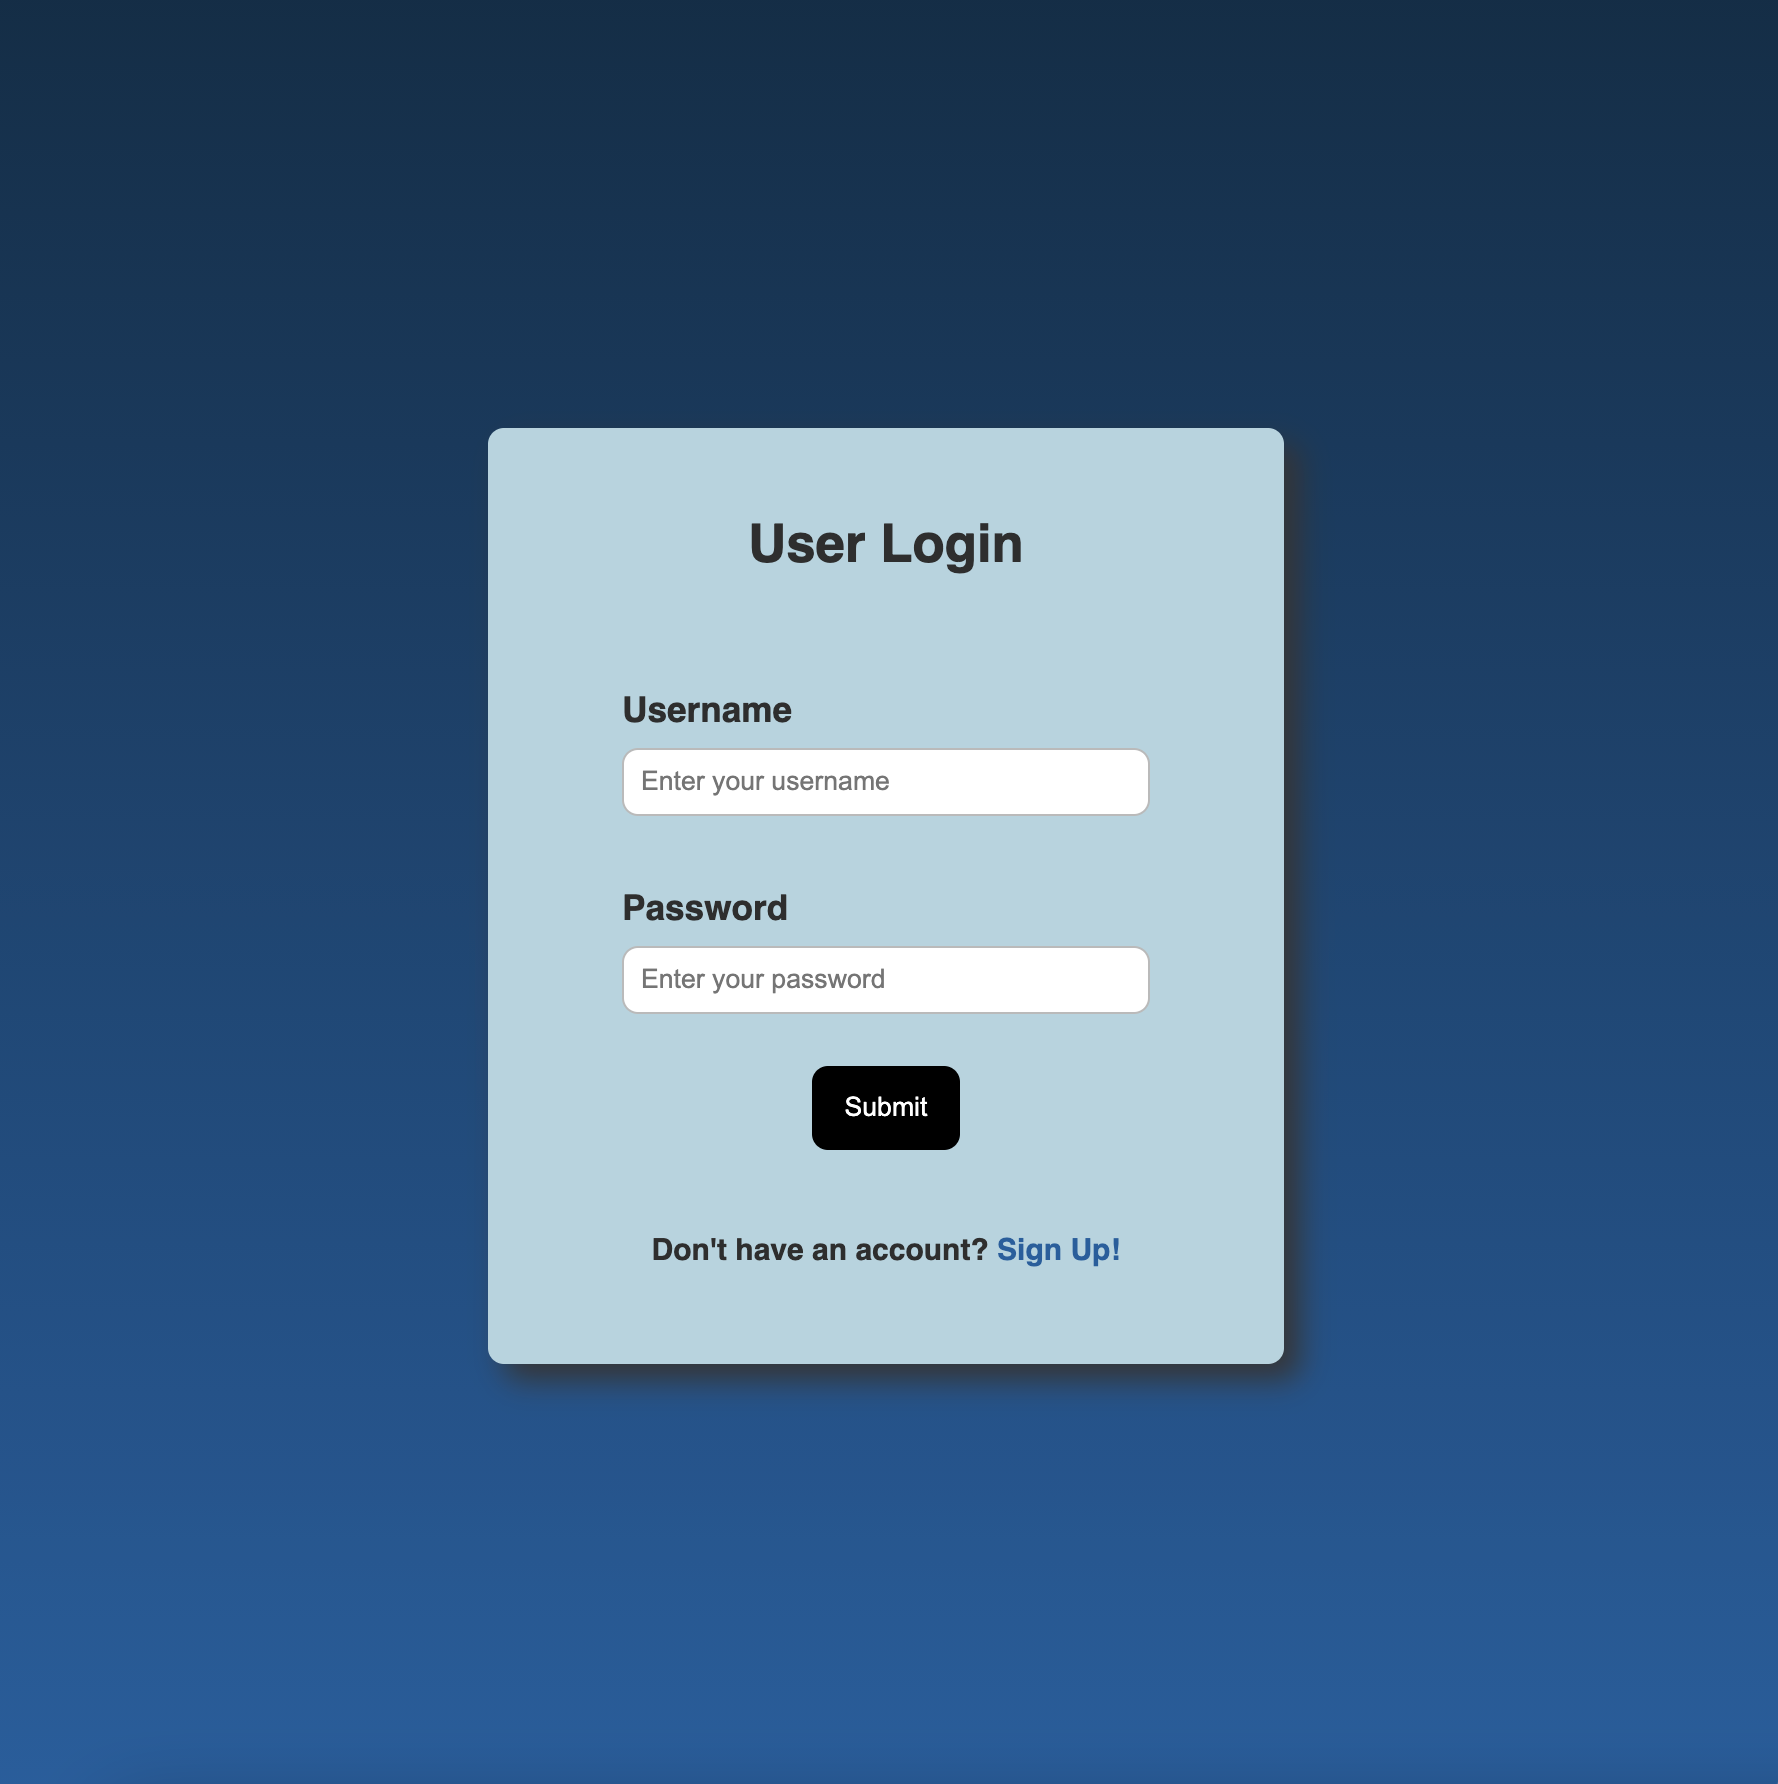 User Login
Username
Enter your username
Password
Enter your password
Submit
Don't have an account? Sign Up!